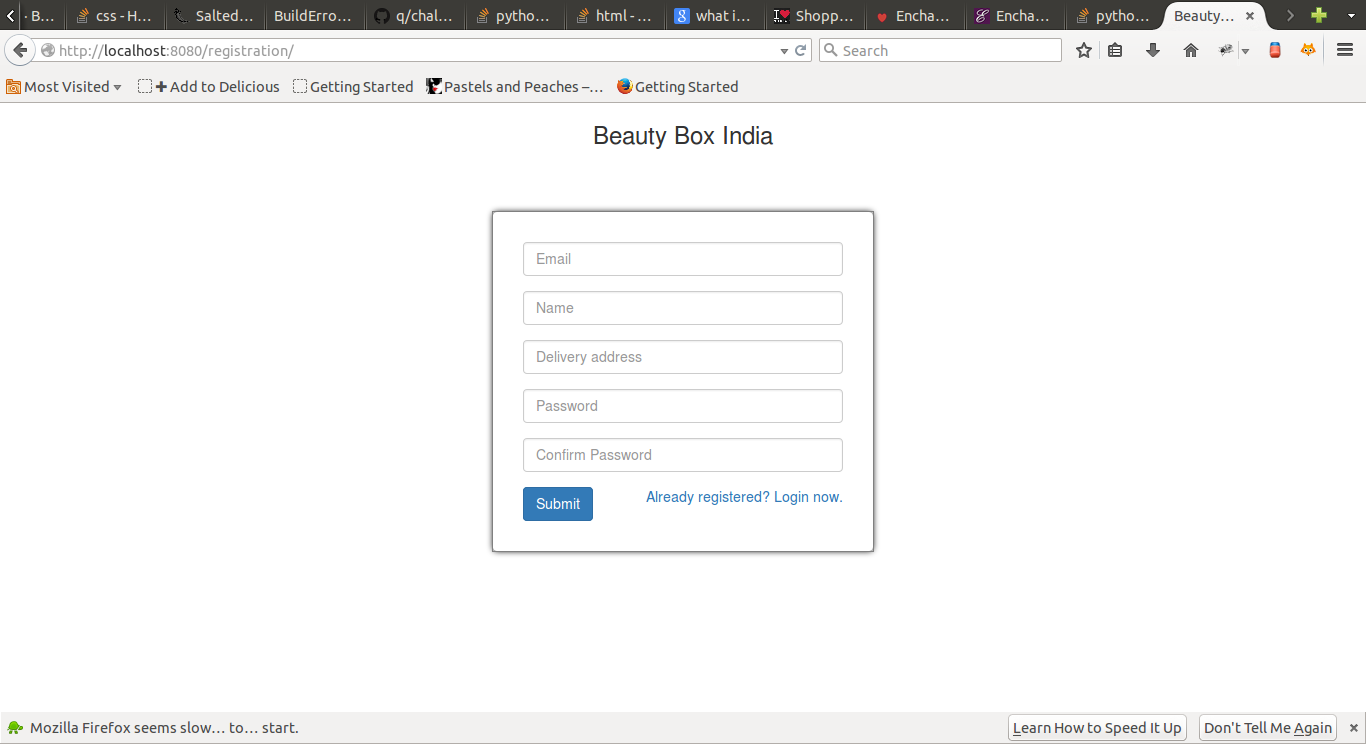 · B...
css - H...
Salted...
BuildErro...
q/chal...
pytho...
html - ...
what i...
Shopp...
Encha...
Encha...
pytho...
Beauty...
http://localhost:8080/registration/
Search
Most Visited
Add to Delicious
Getting Started
Pastels and Peaches –...
Getting Started
Beauty Box India
Email
Name
Delivery address
Password
Confirm Password
Submit
Already registered? Login now.
Mozilla Firefox seems slow... to... start.
Learn How to Speed It Up
Don't Tell Me Again